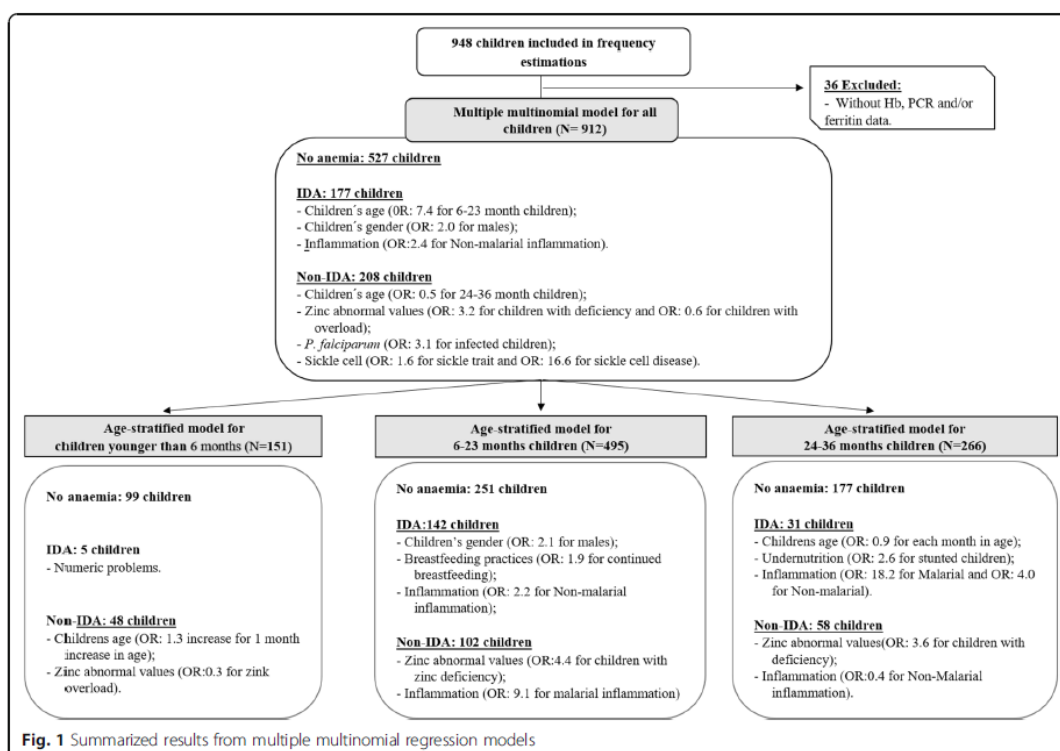 948 children included in frequency
estimations
36 Excluded:
- Without Hb, PCR and/or
ferritin data.
Multiple multinomial model for all
children (N= 912)
No anemia: 527 children
IDA: 177 children
- Children´s age (0R: 7.4 for 6-23 month children);
- Children´s gender (OR: 2.0 for males);
- Inflammation (OR:2.4 for Non-malarial inflammation).
Non-IDA: 208 children
- Children´s age (OR: 0.5 for 24-36 month children);
- Zinc abnormal values (OR: 3.2 for children with deficiency and OR: 0.6 for children with
overload);
- P. falciparum (OR: 3.1 for infected children);
- Sickle cell (OR: 1.6 for sickle trait and OR: 16.6 for sickle cell disease).
Age-stratified model for
children younger than 6 months (N=151)
No anaemia: 99 children
IDA: 5 children
- Numeric problems.
Non-IDA: 48 children
- Childrens age (OR: 1.3 increase for 1 month
increase in age);
- Zinc abnormal values (OR:0.3 for zink
overload).
Age-stratified model for
6-23 months children (N=495)
No anaemia: 251 children
IDA:142 children
- Children's gender (OR: 2.1 for males);
- Breastfeeding practices (OR: 1.9 for continued
breastfeeding);
- Inflammation (OR: 2.2 for Non-malarial
inflammation);
Non-IDA: 102 children
- Zinc abnormal values (OR:4.4 for children with
zinc deficiency);
- Inflammation (OR: 9.1 for malarial inflammation)
Age-stratified model for
24-36 months children (N=266)
No anaemia: 177 children
IDA: 31 children
- Childrens age (OR: 0.9 for each month in age);
- Undernutrition (OR: 2.6 for stunted children);
- Inflammation (OR: 18.2 for Malarial and OR: 4.0
for Non-malarial).
Non-IDA: 58 children
- Zinc abnormal values(OR: 3.6 for children with
deficiency);
- Inflammation (OR:0.4 for Non-Malarial
inflammation).
Fig. 1 Summarized results from multiple multinomial regression models